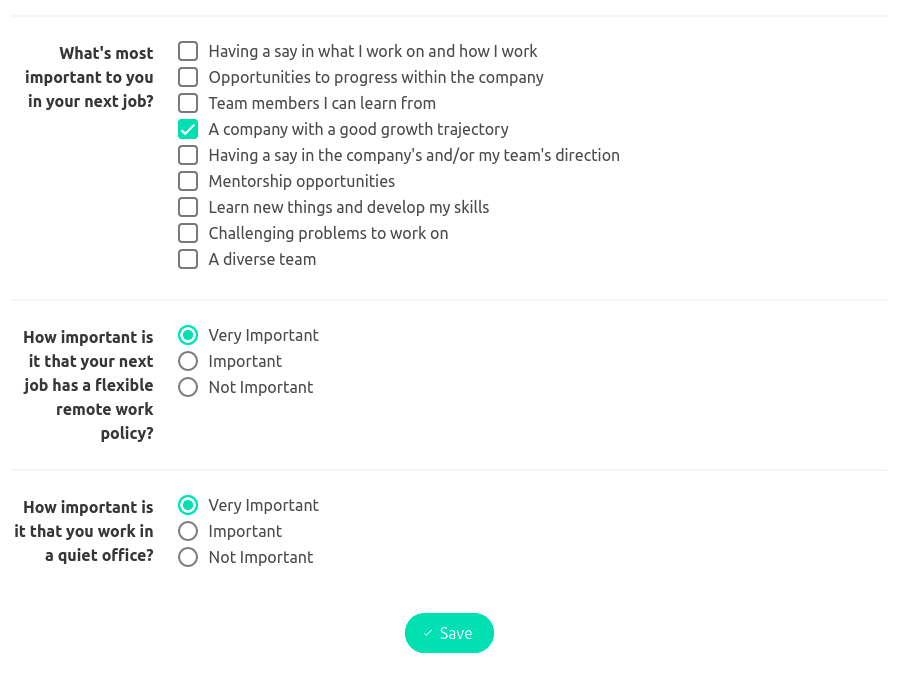 What's most
important to you
in your next job?
Having a say in what I work on and how I work
Opportunities to progress within the company
Team members I can learn from
A company with a good growth trajectory
Having a say in the company's and/or my team's direction
Mentorship opportunities
Learn new things and develop my skills
Challenging problems to work on
A diverse team
How important is
it that your next
job has a flexible
remote work
policy?
Very Important
Important
Not Important
How important is
it that you work in
a quiet office?
Very Important
Important
Not Important
Save